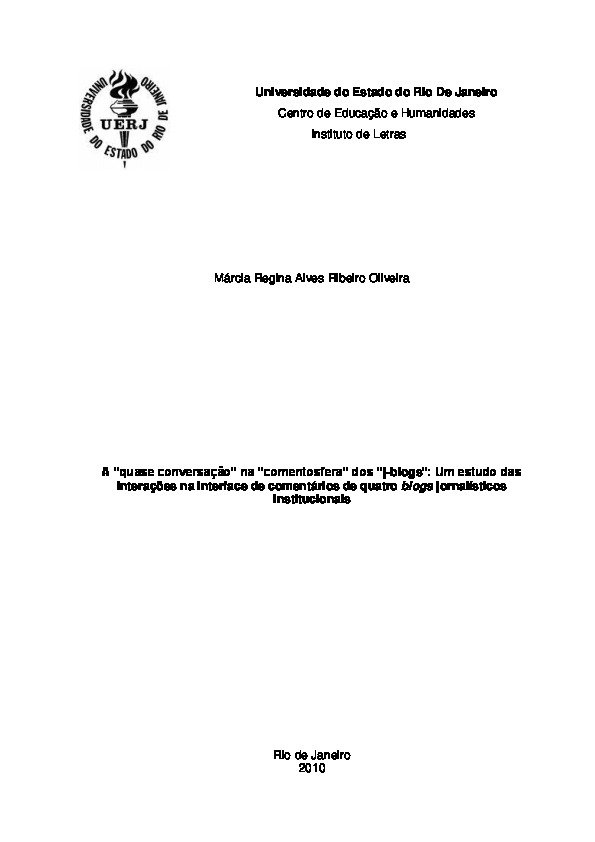 UNIVERSIDADE DO ESTADO DO RIO DE JANEIRO
UERJ
Universidade do Estado do Rio De Janeiro
Centro de Educação e Humanidades
Instituto de Letras
Márcia Regina Alves Ribeiro Oliveira
A "quase conversação" na "comentosfera" dos "j-blogs": Um estudo das
interações na interface de comentários de quatro blogs jornalísticos
institucionais
Rio de Janeiro
2010